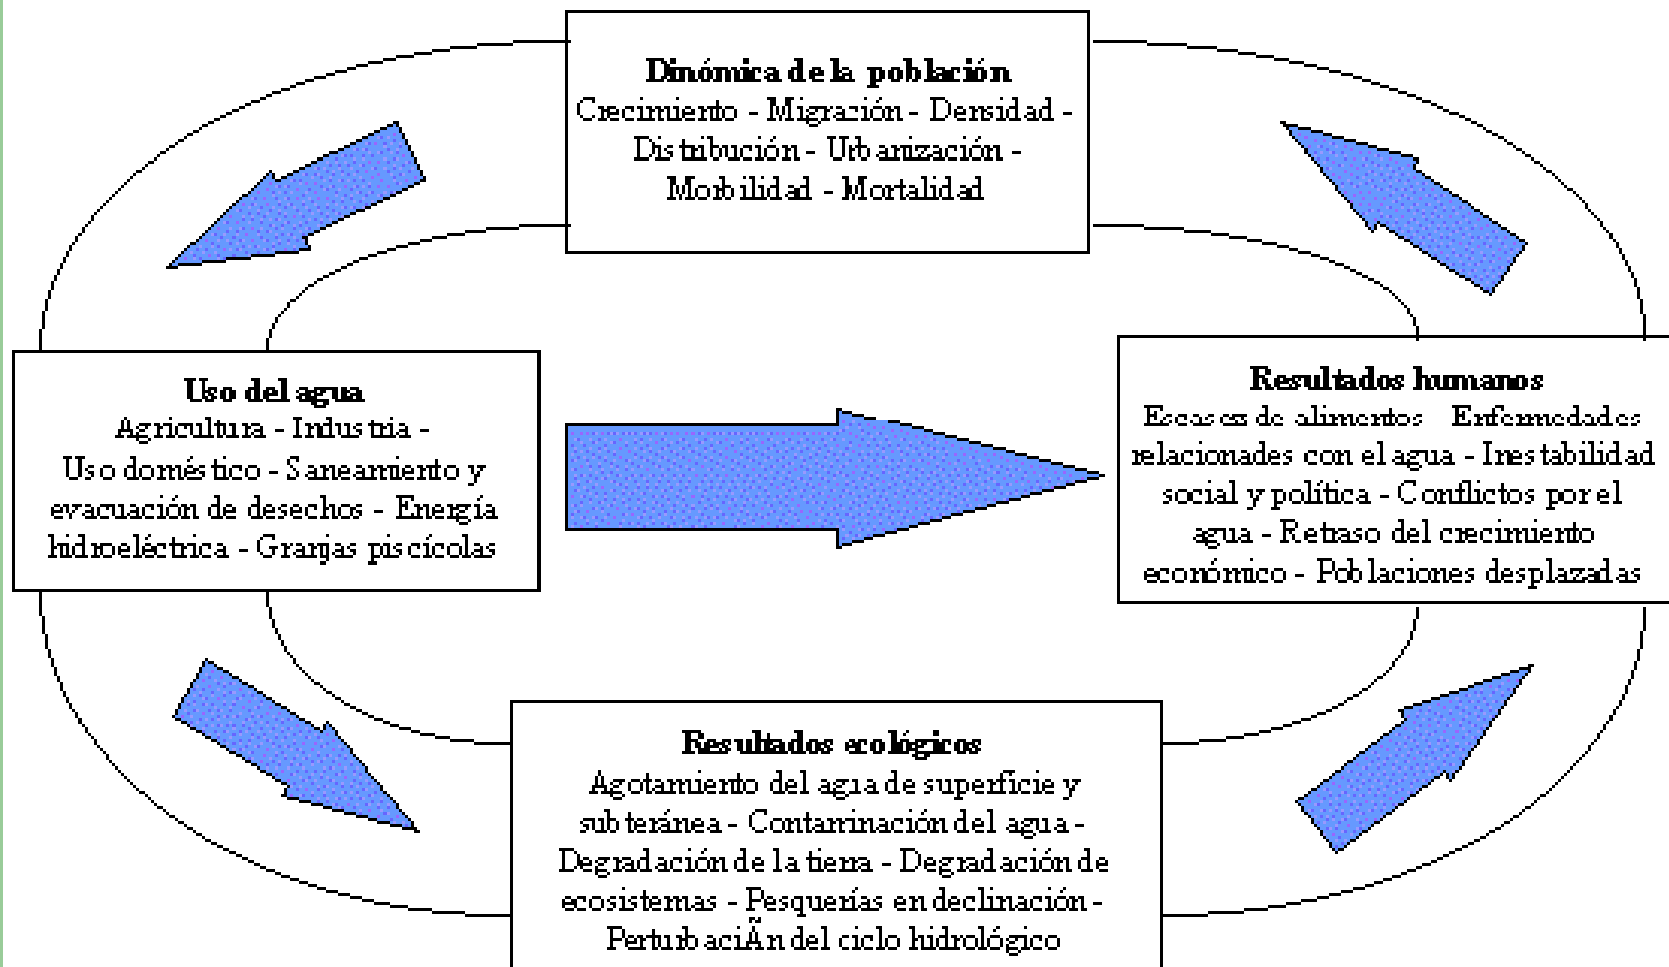 Dinómica de la población
Crecimiento - Migración - Densidad -
Distribución - Urbanización -
Morbilidad - Mortalidad
Uso del agua
Agricultura - Industria -
Uso doméstico - Saneamiento y
evacuación de desechos - Energía
hidroeléctrica - Granjas piscícolas
Resultados humanos
Escasez de alimentos Enfermedades
relacionades con el agua - Inestabilidad
social y política - Conflictos por el
agua - Retraso del crecimiento
económico - Poblaciones desplazadas
Resultados ecológicos
Agotamiento del agua de superficie y
subteránea - Contaminación del agua -
Degradación de la tierra - Degradación de
ecosistemas - Pesquerías en declinación -
PerturbaciÃn del ciclo hidrológico